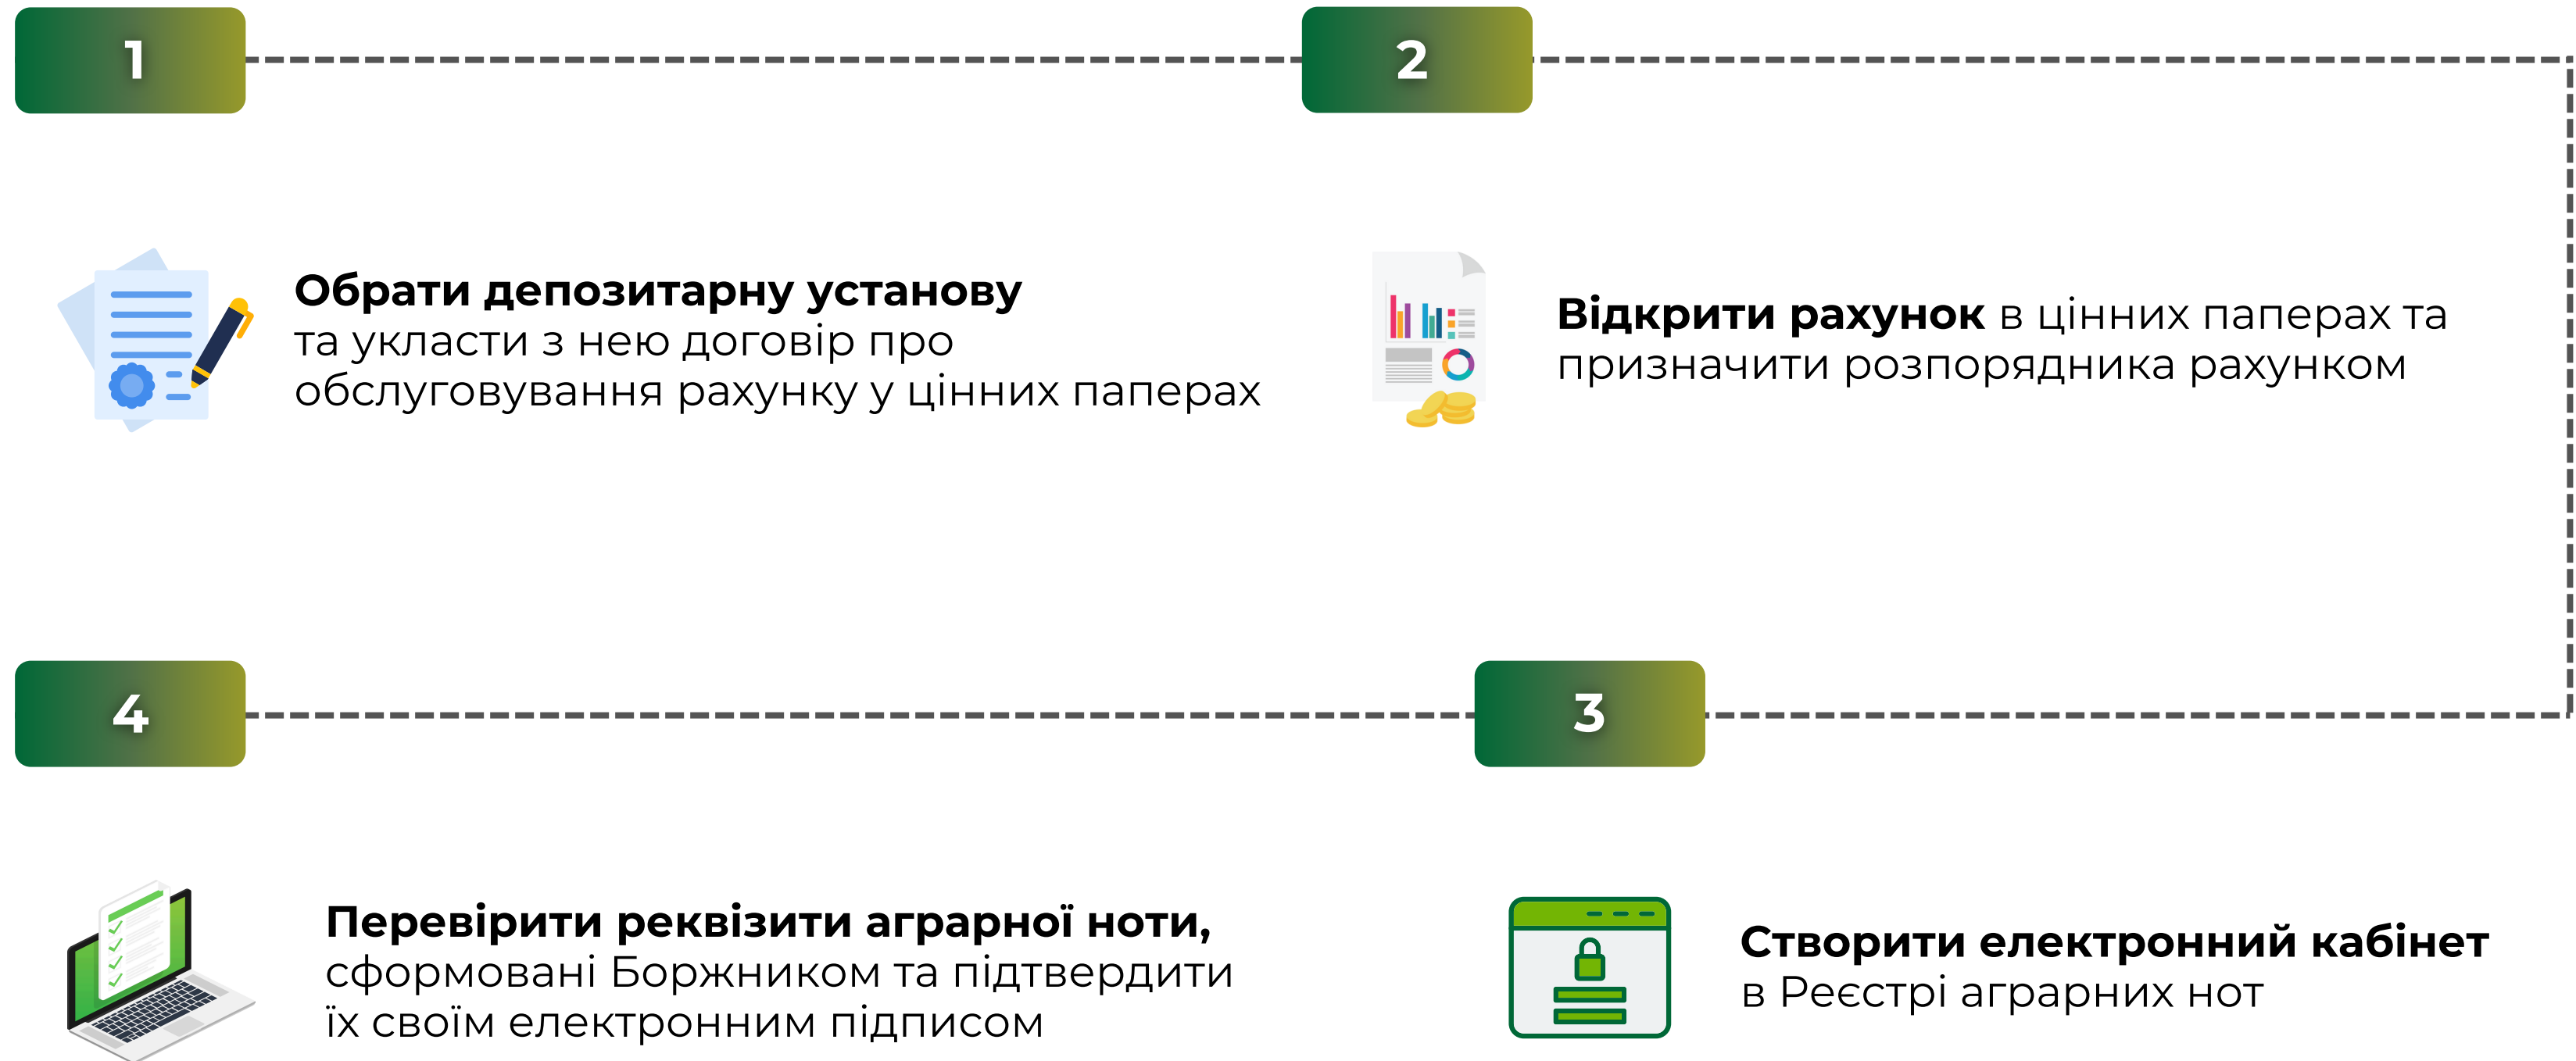 1
2
Обрати депозитарну установу
та укласти з нею договір про
обслуговування рахунку у цінних паперах
Відкрити рахунок в цінних паперах та
призначити розпорядника рахунком
4
3
Перевірити реквізити аграрної ноти,
сформовані Боржником та підтвердити
їх своїм електронним підписом
Створити електронний кабінет
в Реєстрі аграрних нот